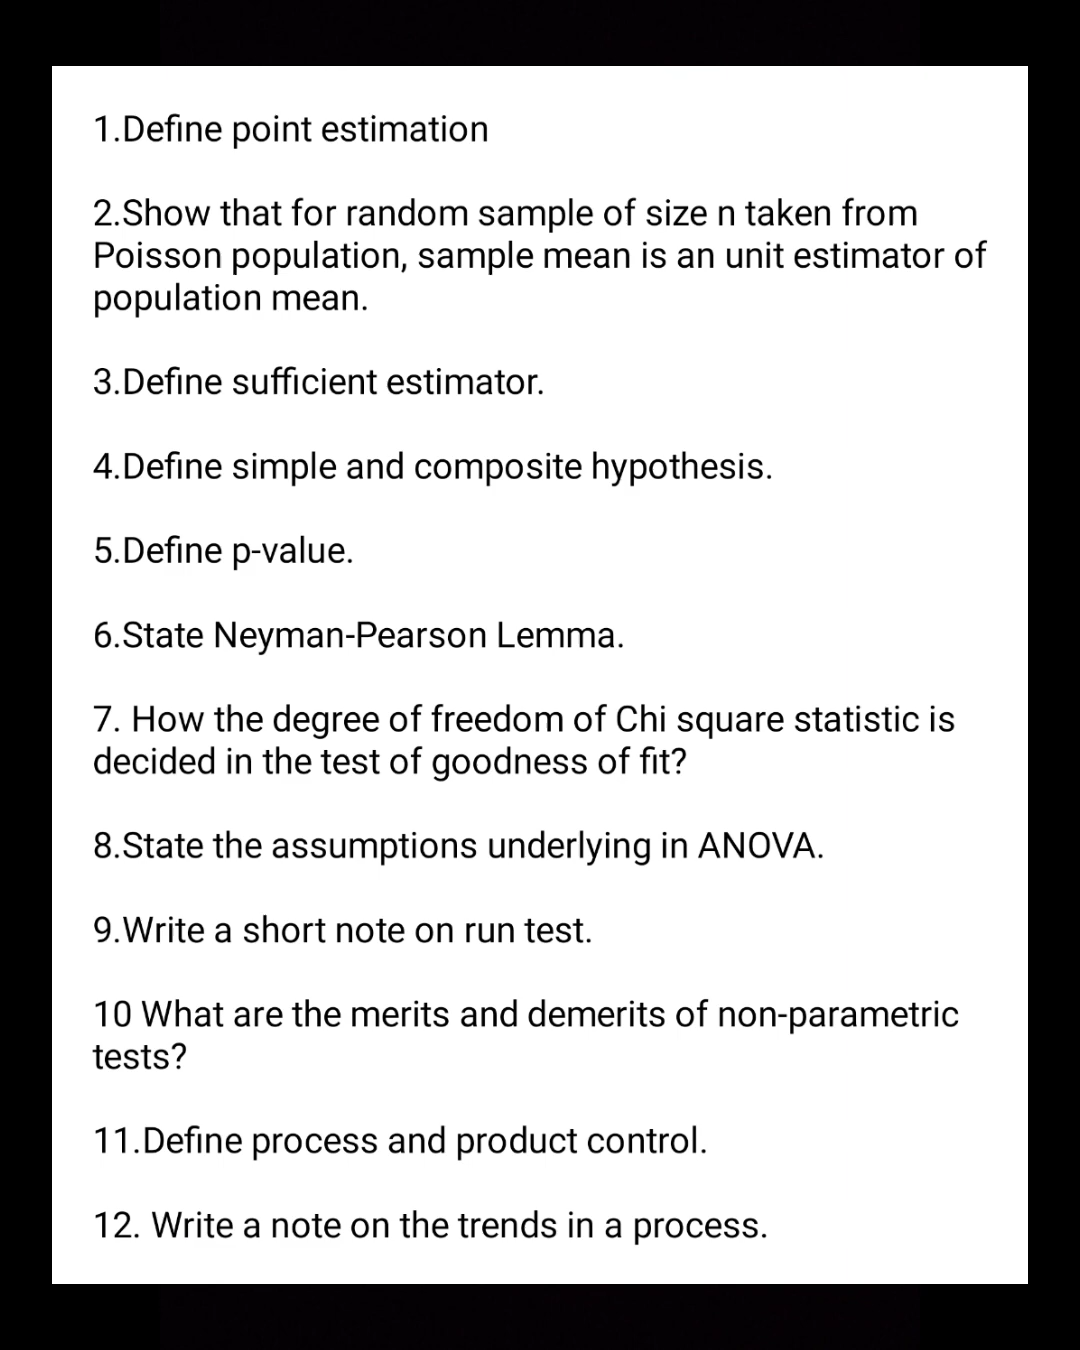 1.Define point estimation
2.Show that for random sample of size n taken from
Poisson population, sample mean is an unit estimator of
population mean.
3.Define sufficient estimator.
4.Define simple and composite hypothesis.
5.Define p-value.
6.State Neyman-Pearson Lemma.
7. How the degree of freedom of Chi square statistic is
decided in the test of goodness of fit?
8.State the assumptions underlying in ANOVA.
9.Write a short note on run test.
10 What are the merits and demerits of non-parametric
tests?
11.Define process and product control.
12. Write a note on the trends in a process.